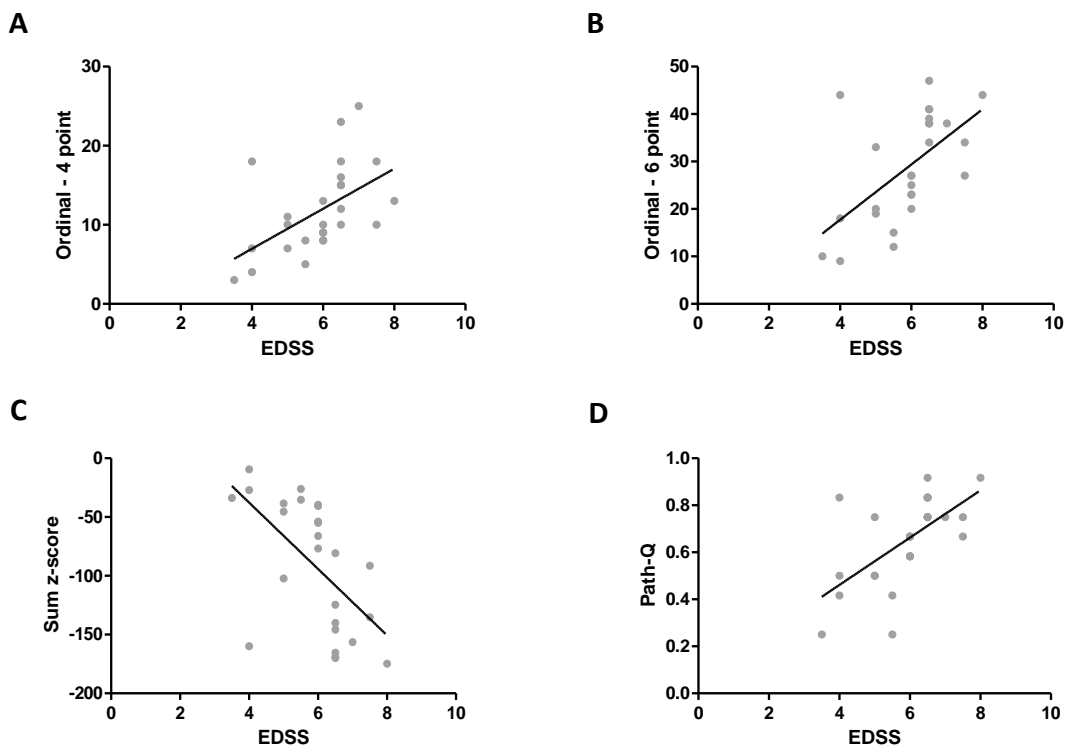 A
B
Ordinal - 4 point
30
20
10
0
0 2 4 6 8 10
EDSS
Ordinal - 6 point
50
40
30
20
10
0
0 2 4 6 8 10
EDSS
C
D
Sum z-score
0
-50
-100
-150
-200
0 2 4 6 8 10
EDSS
Path-Q
1.0
0.8
0.6
0.4
0.2
0.0
0 2 4 6 8 10
EDSS